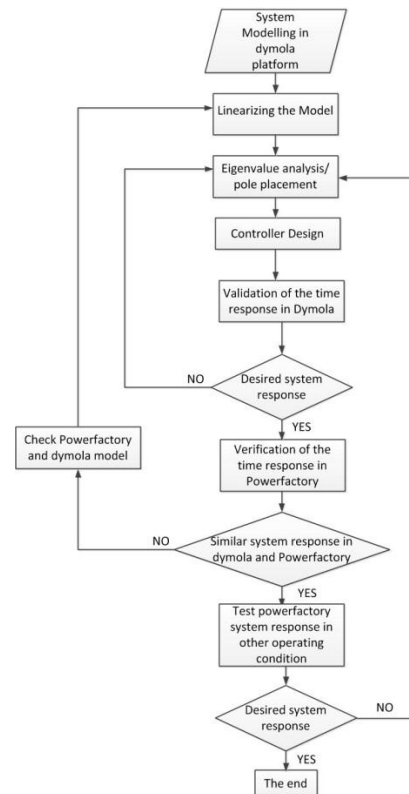 System
Modelling in
dymola
platform
Linearizing the Model
Eigenvalue analysis/
pole placement
Controller Design
Validation of the time
response in Dymola
NO
Desired system
response
YES
Check Powerfactory
and dymola model
Verification of the
time response in
Powerfactory
NO
Similar system response in
dymola and Powerfactory
YES
Test powerfactory
system response in
other operating
condition
Desired system
response
NO
YES
The end